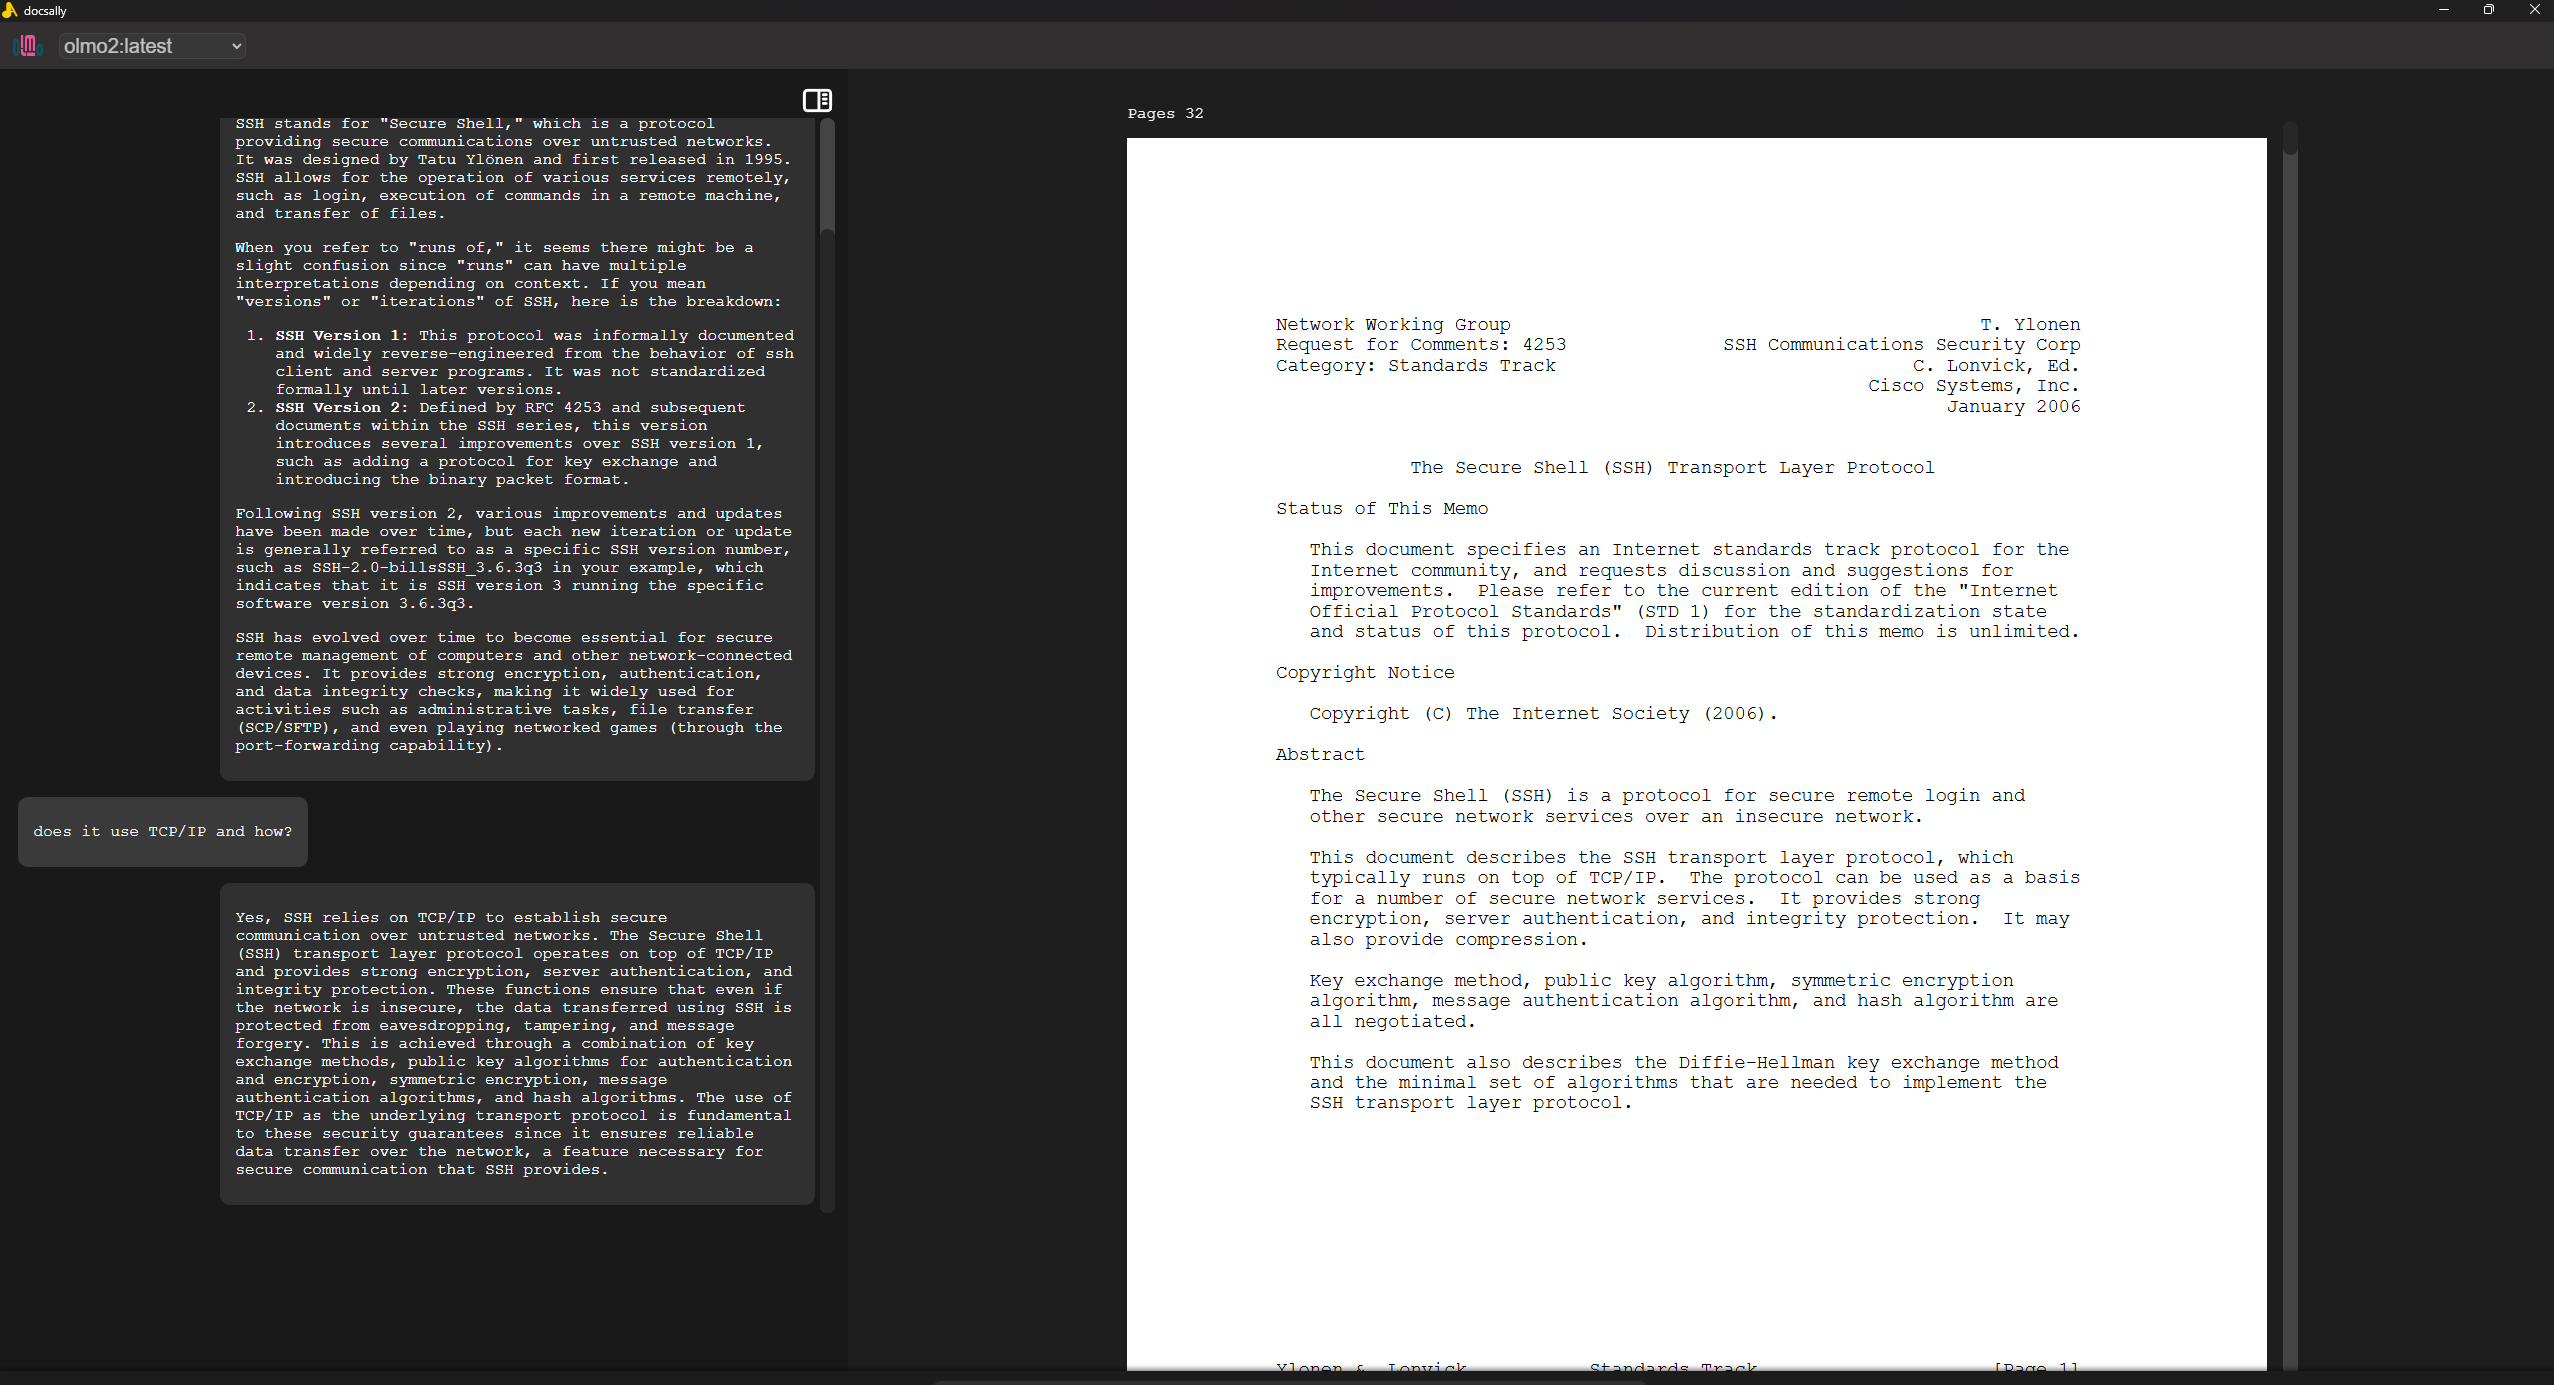 docsally
olmo2:latest
SSH stands for "Secure Shell," which is a protocol
providing secure communications over untrusted networks.
It was designed by Tatu Ylönen and first released in 1995.
SSH allows for the operation of various services remotely,
such as login, execution of commands in a remote machine,
and transfer of files.
When you refer to "runs of," it seems there might be a
slight confusion since "runs" can have multiple
interpretations depending on context. If you mean
"versions" or "iterations" of SSH, here is the breakdown:
1. SSH Version 1: This protocol was informally documented
and widely reverse-engineered from the behavior of ssh
client and server programs. It was not standardized
formally until later versions.
2. SSH Version 2: Defined by RFC 4253 and subsequent
documents within the SSH series, this version
introduces several improvements over SSH version 1,
such as adding a protocol for key exchange and
introducing the binary packet format.
Following SSH version 2, various improvements and updates
have been made over time, but each new iteration or update
is generally referred to as a specific SSH version number,
such as SSH-2.0-billsSSH_3.6.3q3 in your example, which
indicates that it is SSH version 3 running the specific
software version 3.6.3q3.
SSH has evolved over time to become essential for secure
remote management of computers and other network-connected
devices. It provides strong encryption, authentication,
and data integrity checks, making it widely used for
activities such as administrative tasks, file transfer
(SCP/SFTP), and even playing networked games (through the
port-forwarding capability).
does it use TCP/IP and how?
Yes, SSH relies on TCP/IP to establish secure
communication over untrusted networks. The Secure Shell
(SSH) transport layer protocol operates on top of TCP/IP
and provides strong encryption, server authentication, and
integrity protection. These functions ensure that even if
the network is insecure, the data transferred using SSH is
protected from eavesdropping, tampering, and message
forgery. This is achieved through a combination of key
exchange methods, public key algorithms for authentication
and encryption, symmetric encryption, message
authentication algorithms, and hash algorithms. The use of
TCP/IP as the underlying transport protocol is fundamental
to these security guarantees since it ensures reliable
data transfer over the network, a feature necessary for
secure communication that SSH provides.
Pages 32
Network Working Group T. Ylonen
Request for Comments: 4253 SSH Communications Security Corp
Category: Standards Track C. Lonvick, Ed.
Cisco Systems, Inc.
January 2006
The Secure Shell (SSH) Transport Layer Protocol
Status of This Memo
This document specifies an Internet standards track protocol for the
Internet community, and requests discussion and suggestions for
improvements. Please refer to the current edition of the "Internet
Official Protocol Standards" (STD 1) for the standardization state
and status of this protocol. Distribution of this memo is unlimited.
Copyright Notice
Copyright (C) The Internet Society (2006).
Abstract
The Secure Shell (SSH) is a protocol for secure remote login and
other secure network services over an insecure network.
This document describes the SSH transport layer protocol, which
typically runs on top of TCP/IP. The protocol can be used as a basis
for a number of secure network services. It provides strong
encryption, server authentication, and integrity protection. It may
also provide compression.
Key exchange method, public key algorithm, symmetric encryption
algorithm, message authentication algorithm, and hash algorithm are
all negotiated.
This document also describes the Diffie-Hellman key exchange method
and the minimal set of algorithms that are needed to implement the
SSH transport layer protocol.
Ylonen & Lonvick Standards Track [Page 1]